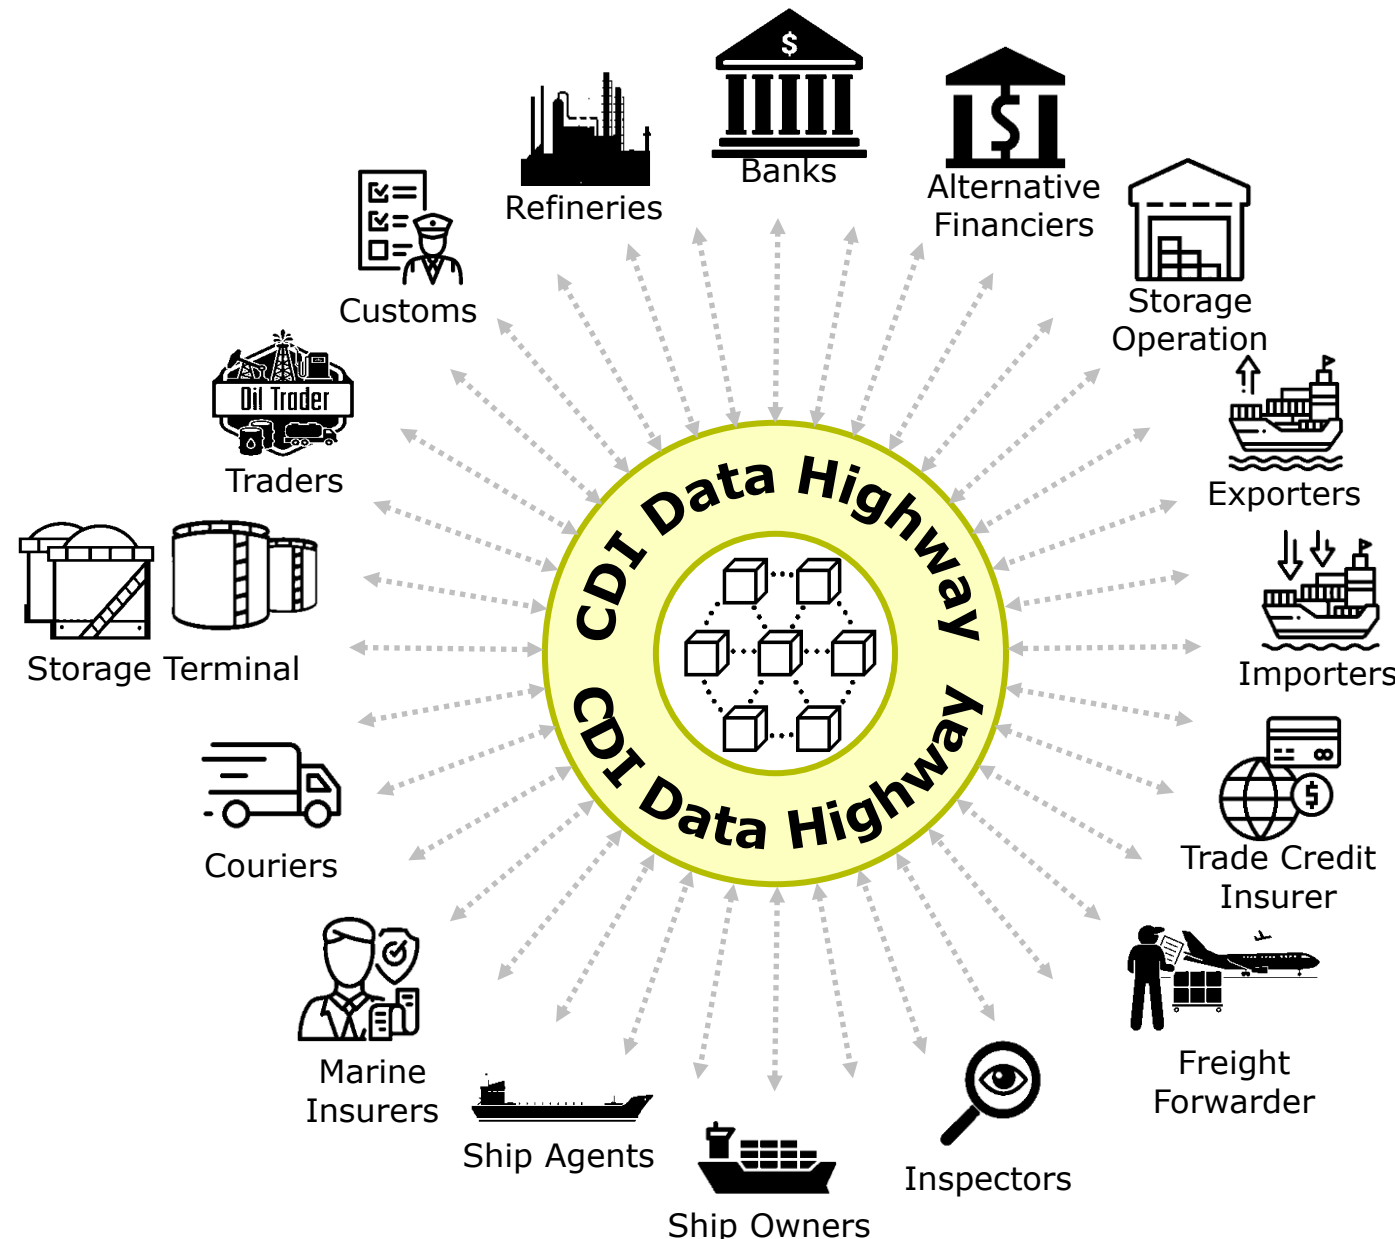 $
Banks
Alternative
Financiers
Refineries
Storage
Operation
Customs
Oil Trader
Traders
Exporters
CDI Data Highway
Storage Terminal
Importers
CDI Data Highway
$
Trade Credit
Insurer
Couriers
Freight
Forwarder
Marine
Insurers
Ship Agents
Inspectors
Ship Owners